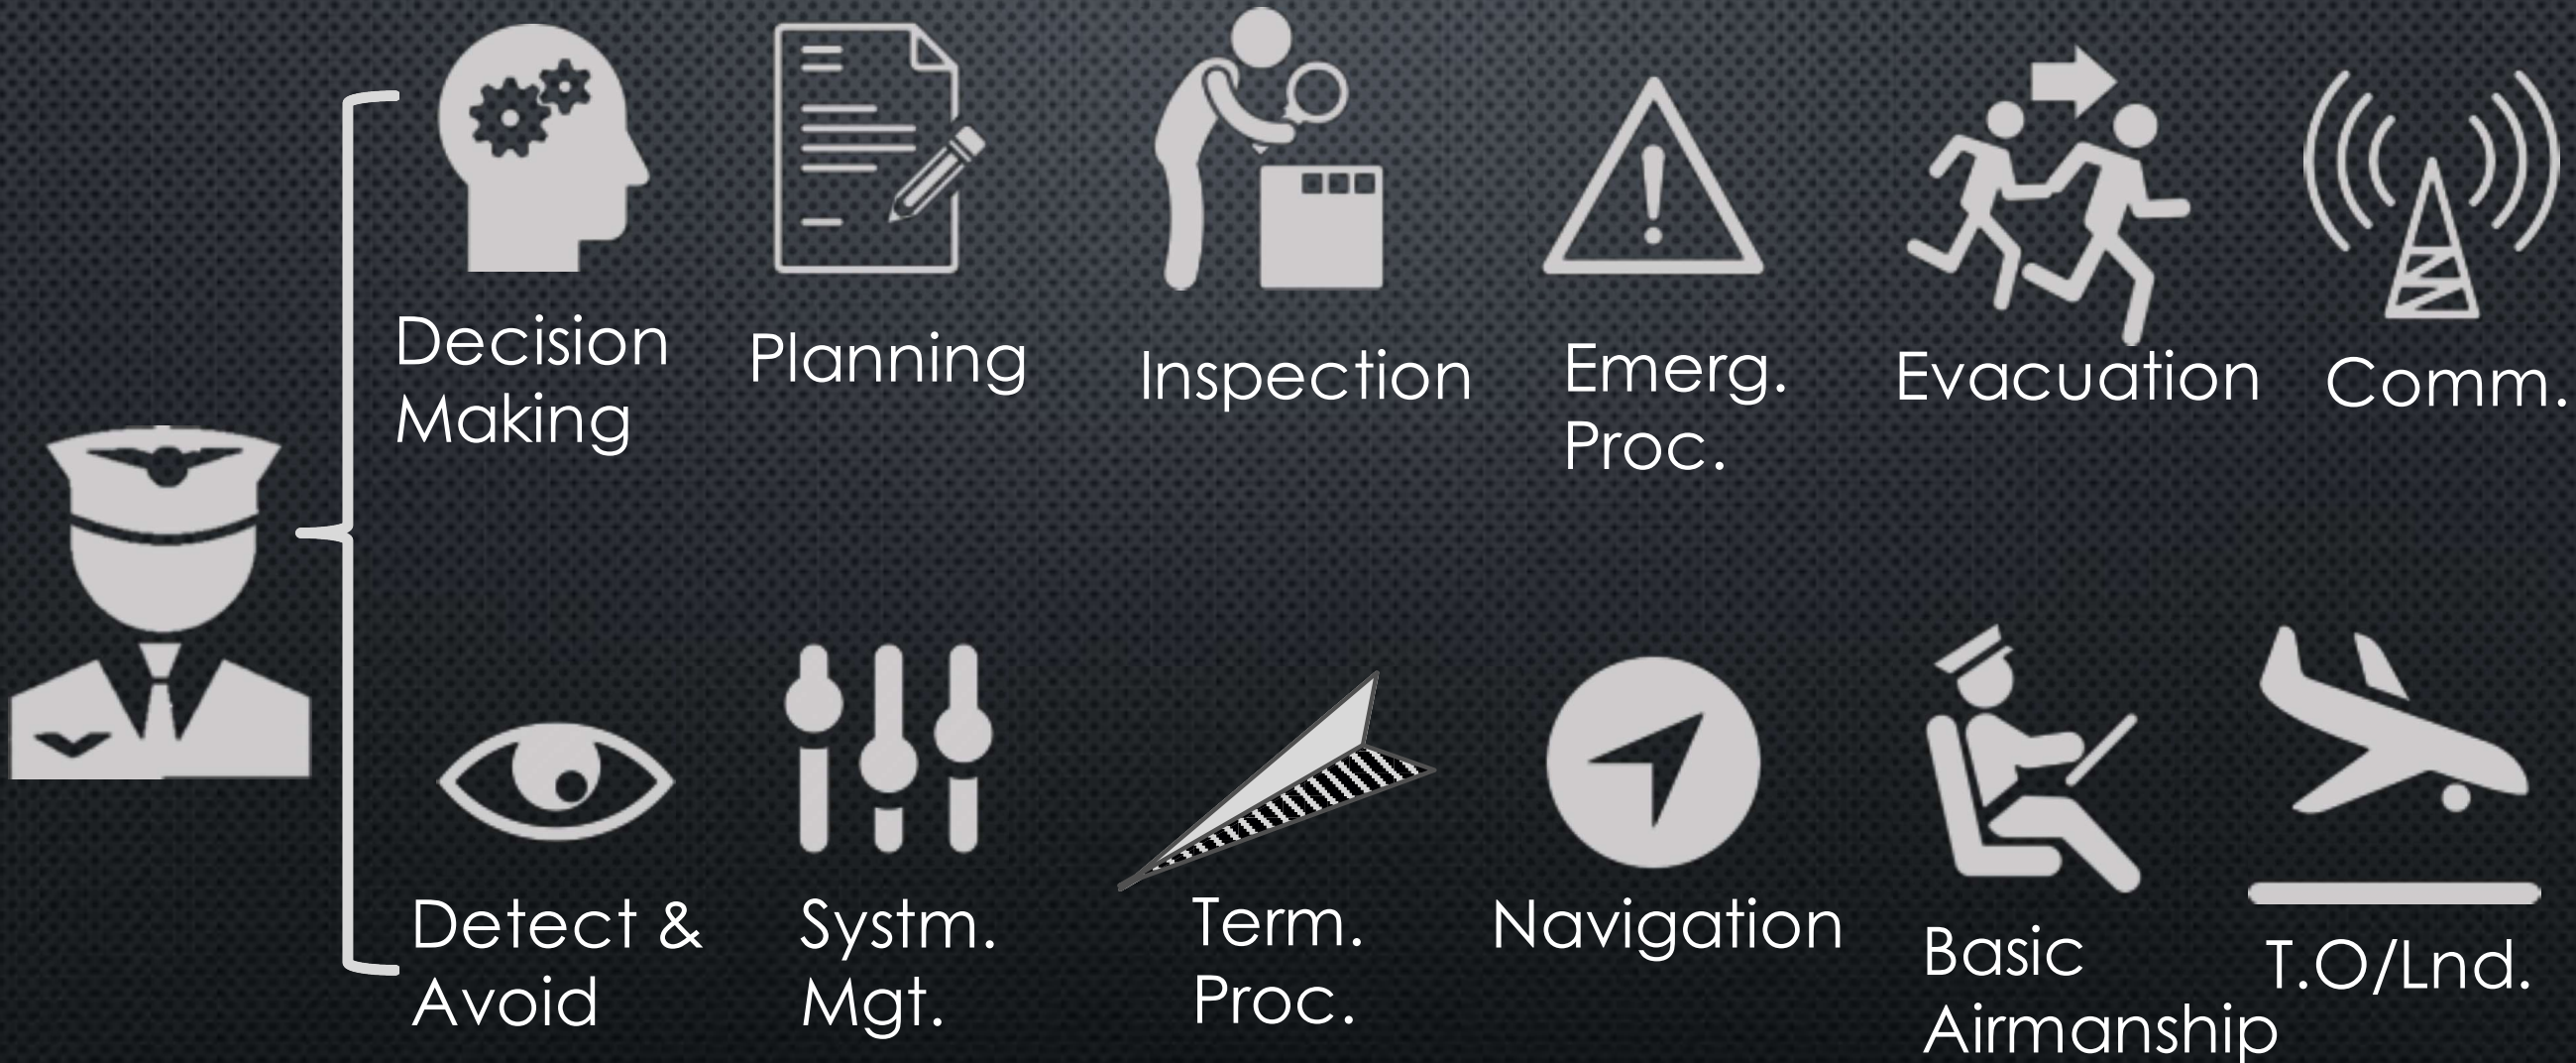 Decision
Making
Planning
Inspection
Emerg.
Proc.
Evacuation
Comm.
Detect &
Avoid
Systm.
Mgt.
Term.
Proc.
Navigation
Basic
Airmanship
T.O/Lnd.